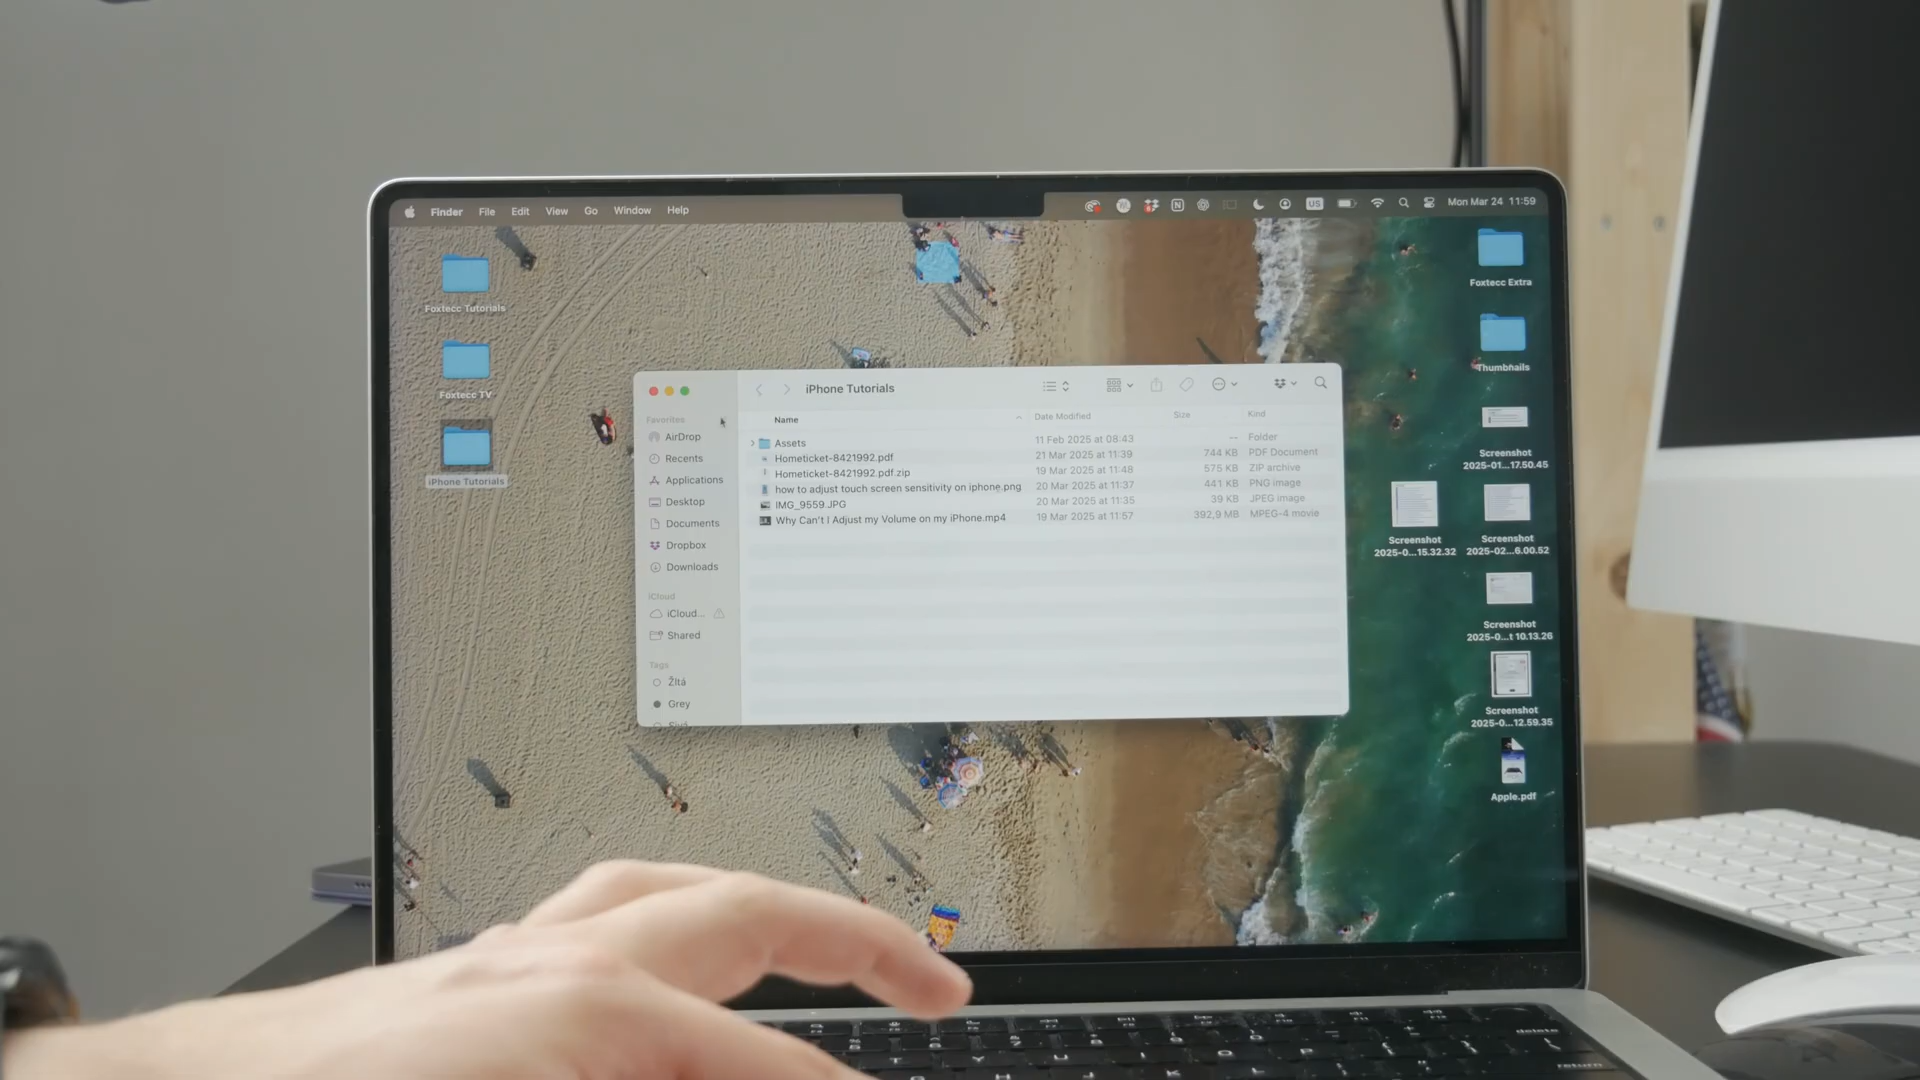 Finder File Edit View Go Window Help
N US Mon Mar 24 11:59
Foxtecc Tutorials
Foxtecc TV
iPhone Tutorials
iPhone Tutorials
Favorites
AirDrop
Recents
Applications
Desktop
Documents
Dropbox
Downloads
iCloud
iCloud...
Shared
Tags
Žltá
Grey
Name Date Modified Size Kind
Assets 11 Feb 2025 at 08:43 -- Folder
Hometicket-8421992.pdf 21 Mar 2025 at 11:39 744 KB PDF Document
Hometicket-8421992.pdf.zip 19 Mar 2025 at 11:48 575 KB ZIP archive
how to adjust touch screen sensitivity on iphone.png 20 Mar 2025 at 11:37 441 KB PNG image
IMG_9559.JPG 20 Mar 2025 at 11:35 39 KB JPEG image
Why Can't I Adjust my Volume on my iPhone.mp4 19 Mar 2025 at 11:57 392,9 MB MPEG-4 movie
Foxtecc Extra
Thumbnails
Screenshot
2025-01...17.50.45
Screenshot
2025-0...15.32.32
Screenshot
2025-02...6.00.52
Screenshot
2025-0...t 10.13.26
Screenshot
2025-0...12.59.35
Apple.pdf
delete
T Y U I O P
return